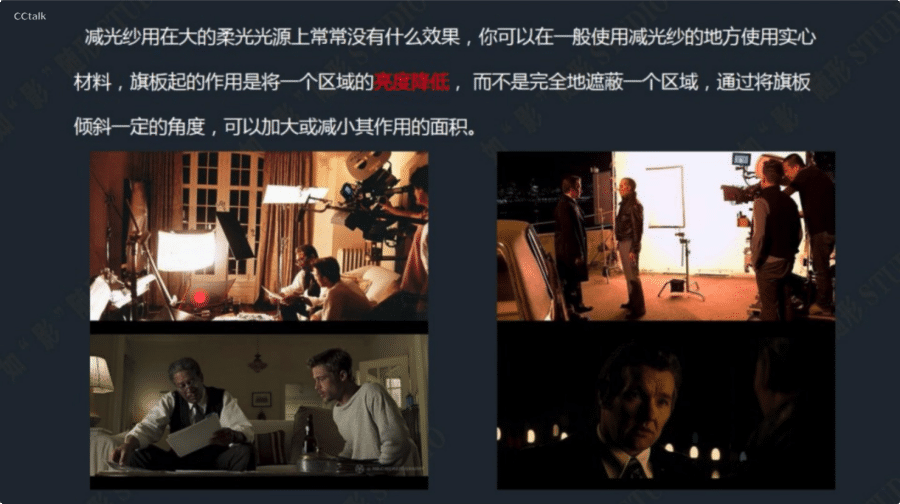 CCtalk
减光纱用在大的柔光光源上常常没有什么效果，你可以在一般使用减光纱的地方使用实心
材料，旗板起的作用是将一个区域的亮度降低， 而不是完全地遮蔽一个区域，通过将旗板
倾斜一定的角度，可以加大或减小其作用的面积。